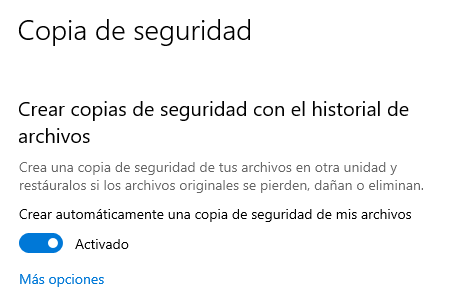 Copia de seguridad
Crear copias de seguridad con el historial de
archivos
Crea una copia de seguridad de tus archivos en otra unidad y
restáuralos si los archivos originales se pierden, dañan o eliminan.
Crear automáticamente una copia de seguridad de mis archivos
Activado
Más opciones